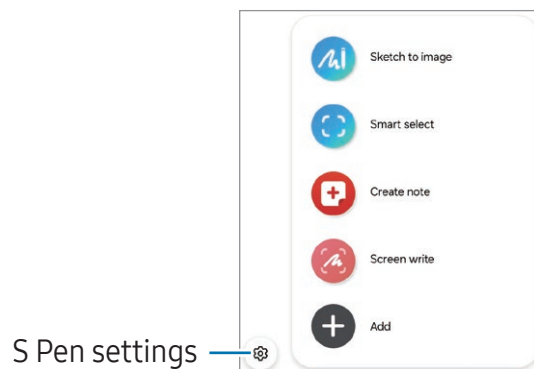 Sketch to image
Smart select
Create note
Screen write
Add
S Pen settings